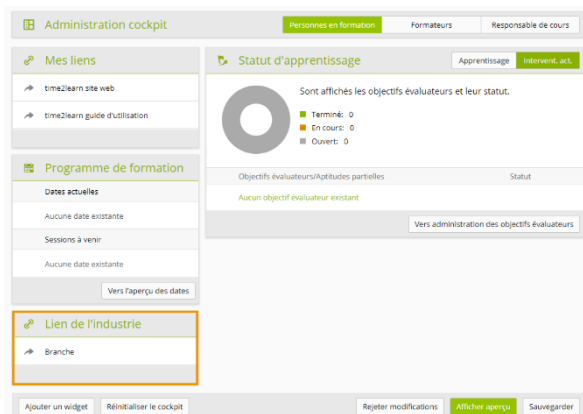 Administration cockpit
Personnes en formation
Formateurs
Responsable de cours
Mes liens
time2learn site web
time2learn guide d'utilisation
Programme de formation
Dates actuelles
Aucune date existante
Sessions à venir
Aucune date existante
Vers l'aperçu des dates
Lien de l'industrie
Branche
Statut d'apprentissage
Apprentissage
Intervent. act.
Sont affichés les objectifs évaluateurs et leur statut.
Terminé: 0
En cours: 0
Ouvert: 0
Objectifs évaluateurs/Aptitudes partielles
Statut
Aucun objectif évaluateur existant
Vers administration des objectifs évaluateurs
Ajouter un widget
Réinitialiser le cockpit
Rejeter modifications
Afficher aperçu
Sauvegarder